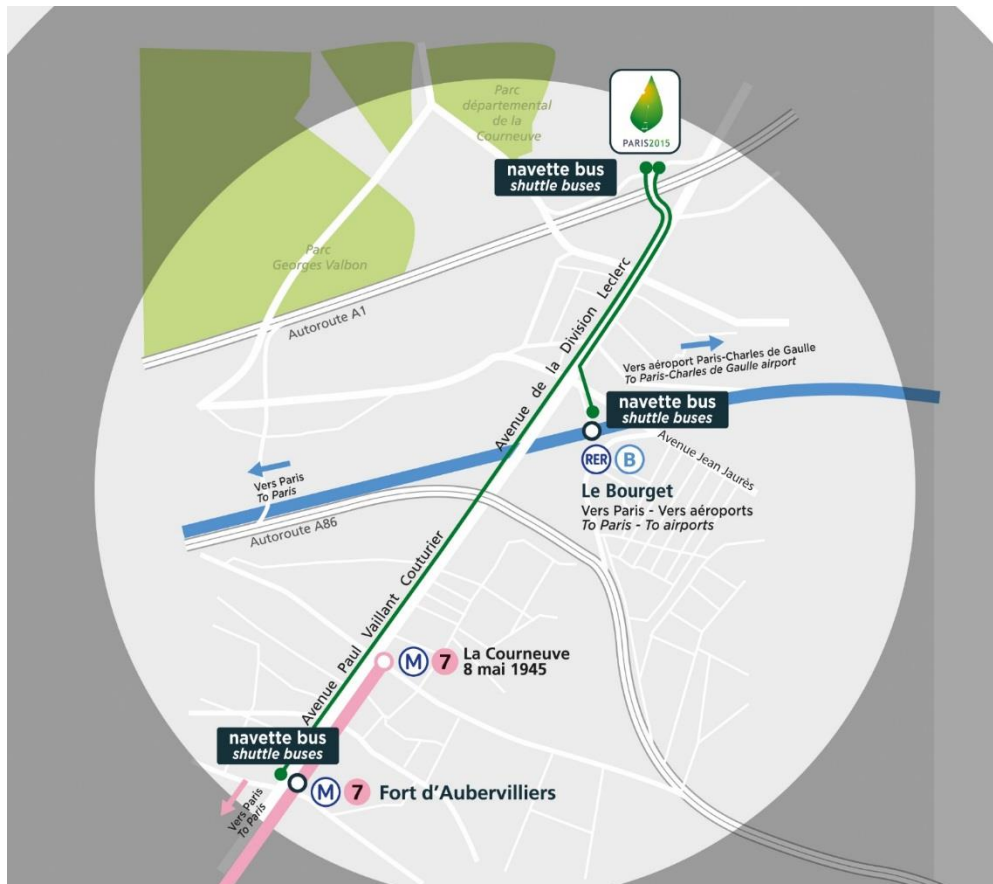 Parc
départemental
de la
Courneuve
PARIS2015
navette bus
shuttle buses
Parc
Georges Valbon
Autoroute A1
Avenue de la Division Leclerc
Vers aéroport Paris-Charles de Gaulle
To Paris-Charles de Gaulle airport
navette bus
shuttle buses
Avenue Jean Jaurès
RER B
Vers Paris
To Paris
Le Bourget
Vers Paris - Vers aéroports
To Paris - To airports
Autoroute A86
Avenue Paul Vaillant Couturier
M 7 La Courneuve
8 mai 1945
navette bus
shuttle buses
M 7 Fort d'Aubervilliers
Vers Paris
To Paris